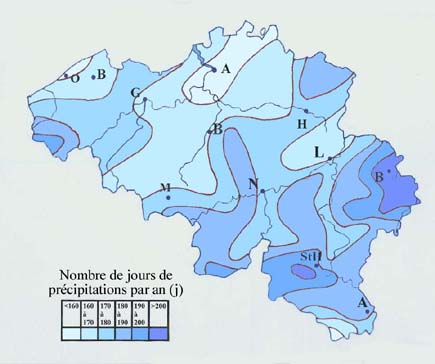 O
B
A
G
B
H
L
M
N
B
StH
A
Nombre de jours de
précipitations par an (j)
<160 160 170 180 190 >200
à à à à
170 180 190 200